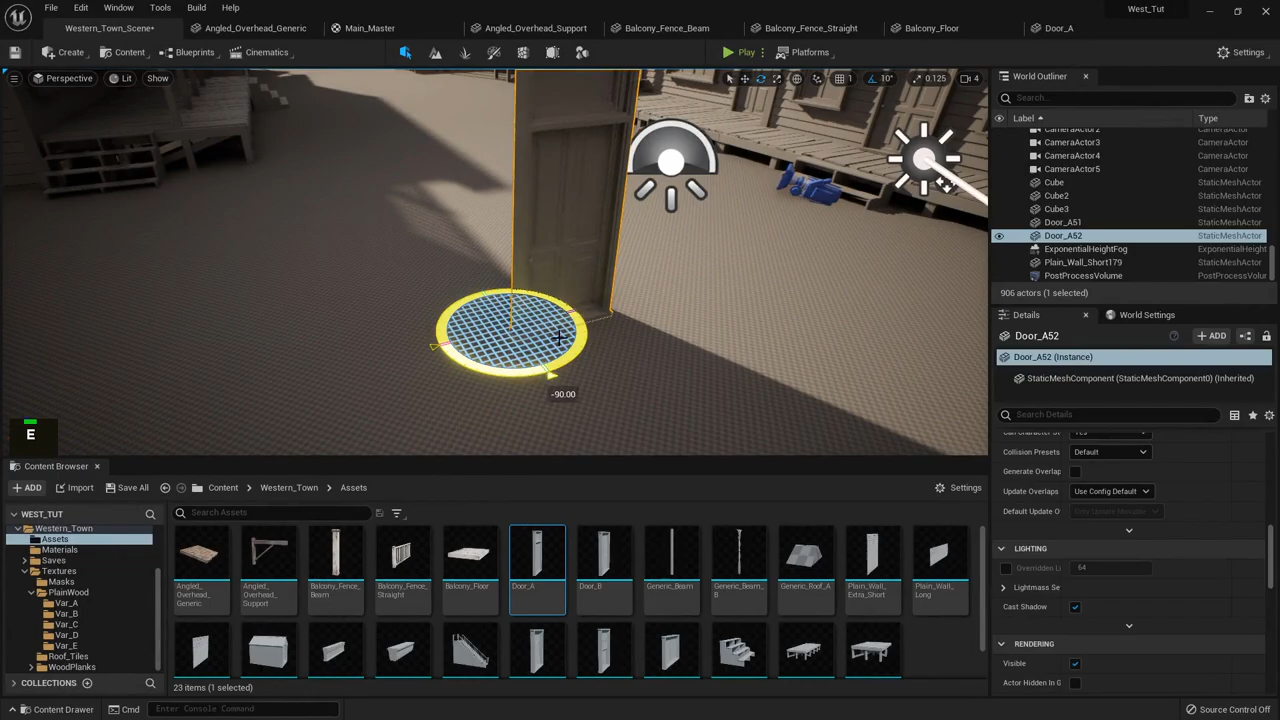 File Edit Window Tools Build Help
West_Tut
Western_Town_Scene* Angled_Overhead_Generic Main_Master Angled_Overhead_Support Balcony_Fence_Beam Balcony_Fence_Straight Balcony_Floor Door_A
Create Content Blueprints Cinematics Play Platforms Settings
Perspective Lit Show 1 10° 0.125 4
World Outliner
Search...
Label Type
CameraActor2 CameraActor
CameraActor3 CameraActor
CameraActor4 CameraActor
CameraActor5 CameraActor
Cube StaticMeshActor
Cube2 StaticMeshActor
Cube3 StaticMeshActor
Door_A51 StaticMeshActor
Door_A52 StaticMeshActor
ExponentialHeightFog ExponentialHeight
Plain_Wall_Short179 StaticMeshActor
PostProcessVolume PostProcessVolur
906 actors (1 selected)
Details World Settings
Door_A52 ADD
Door_A52 (Instance)
StaticMeshComponent (StaticMeshComponent0) (Inherited)
Search Details
Collision Presets Default
Generate Overlap
Update Overlaps Use Config Default
Default Update O
LIGHTING
Overridden Li 64
Lightmass Se
Cast Shadow
RENDERING
Visible
Actor Hidden In G
-90.00
E
Content Browser
ADD Import Save All Content Western_Town Assets Settings
WEST_TUT
Search Assets
Western_Town
Assets
Materials
Saves
Textures
Masks
PlainWood
Var_A
Var_B
Var_C
Var_D
Var_E
Roof_Tiles
WoodPlanks
COLLECTIONS
Angled_Overhead_Generic
Angled_Overhead_Support
Balcony_Fence_Beam
Balcony_Fence_Straight
Balcony_Floor
Door_A
Door_B
Generic_Beam
Generic_Beam_B
Generic_Roof_A
Plain_Wall_Extra_Short
Plain_Wall_Long
23 items (1 selected)
Content Drawer Cmd Enter Console Command Source Control Off